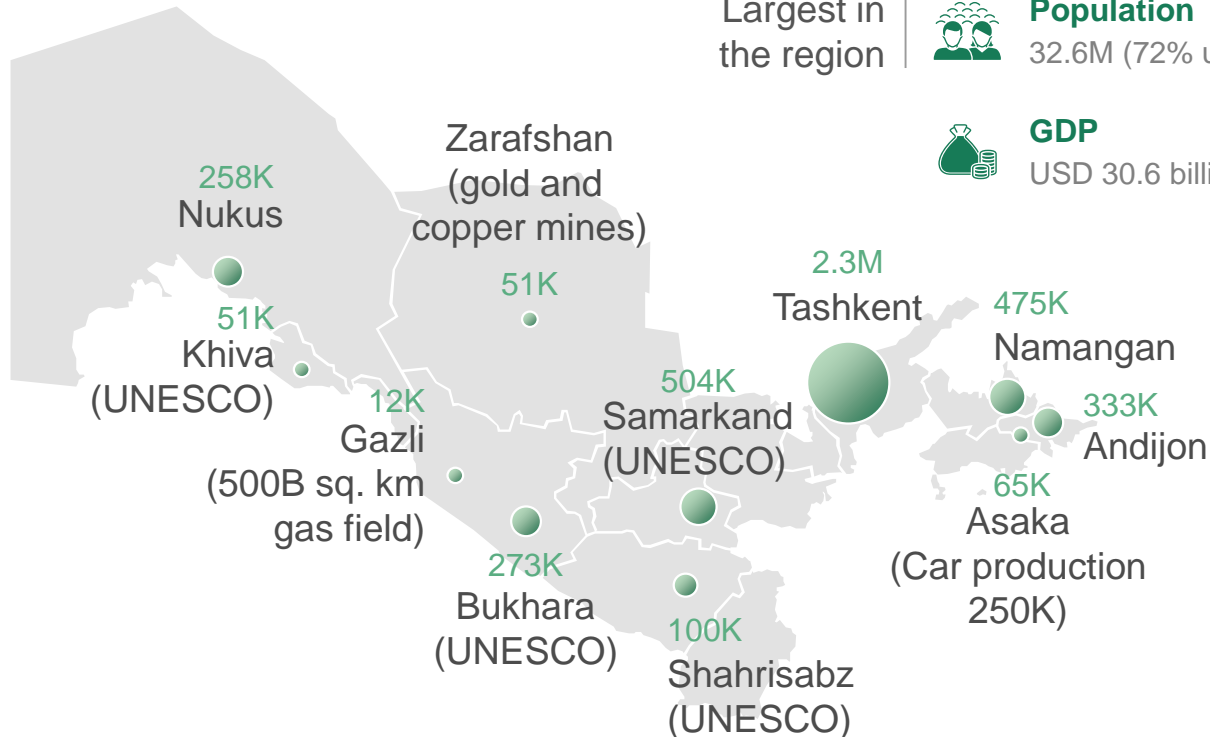 Largest in
the region
Population
32.6M (72% u
GDP
USD 30.6 billi
258K
Nukus
Zarafshan
(gold and
copper mines)
51K
51K
Khiva
(UNESCO)
12K
Gazli
(500B sq. km
gas field)
273K
Bukhara
(UNESCO)
504K
Samarkand
(UNESCO)
100K
Shahrisabz
(UNESCO)
2.3M
Tashkent
475K
Namangan
333K
Andijon
65K
Asaka
(Car production
250K)